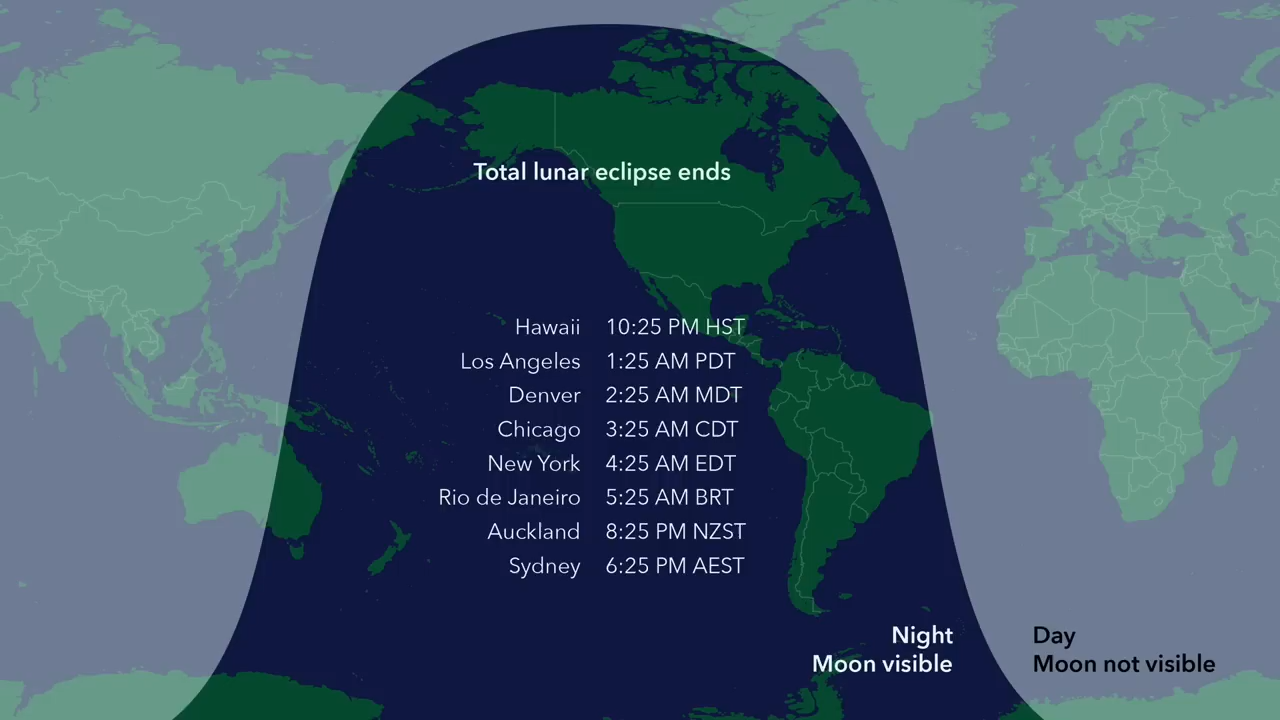 Total lunar eclipse ends
Hawaii 10:25 PM HST
Los Angeles 1:25 AM PDT
Denver 2:25 AM MDT
Chicago 3:25 AM CDT
New York 4:25 AM EDT
Rio de Janeiro 5:25 AM BRT
Auckland 8:25 PM NZST
Sydney 6:25 PM AEST
Night
Moon visible
Day
Moon not visible